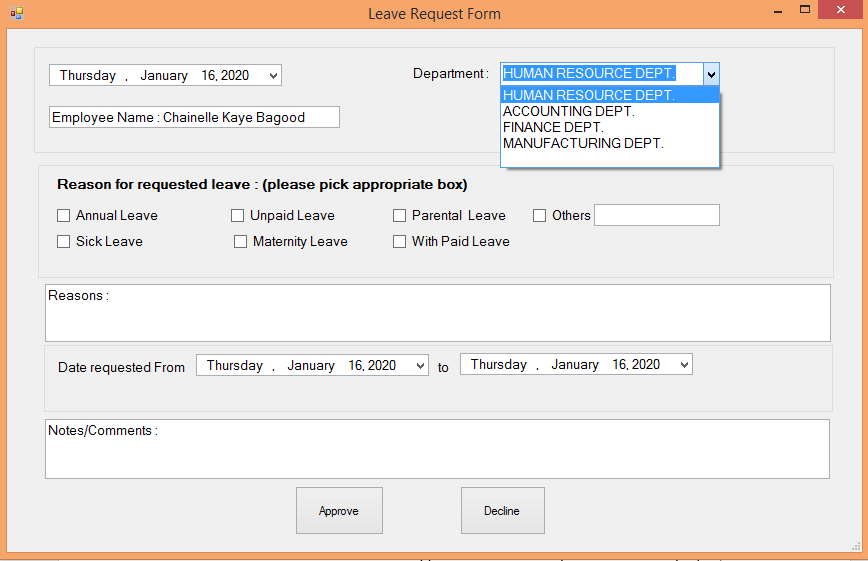 Leave Request Form
Thursday , January 16, 2020
Department : HUMAN RESOURCE DEPT.
HUMAN RESOURCE DEPT.
ACCOUNTING DEPT.
FINANCE DEPT.
MANUFACTURING DEPT.
Employee Name : Chainelle Kaye Bagood
Reason for requested leave : (please pick appropriate box)
Annual Leave Unpaid Leave Parental Leave Others
Sick Leave Maternity Leave With Paid Leave
Reasons :
Date requested From Thursday , January 16, 2020 to Thursday , January 16, 2020
Notes/Comments :
Approve Decline